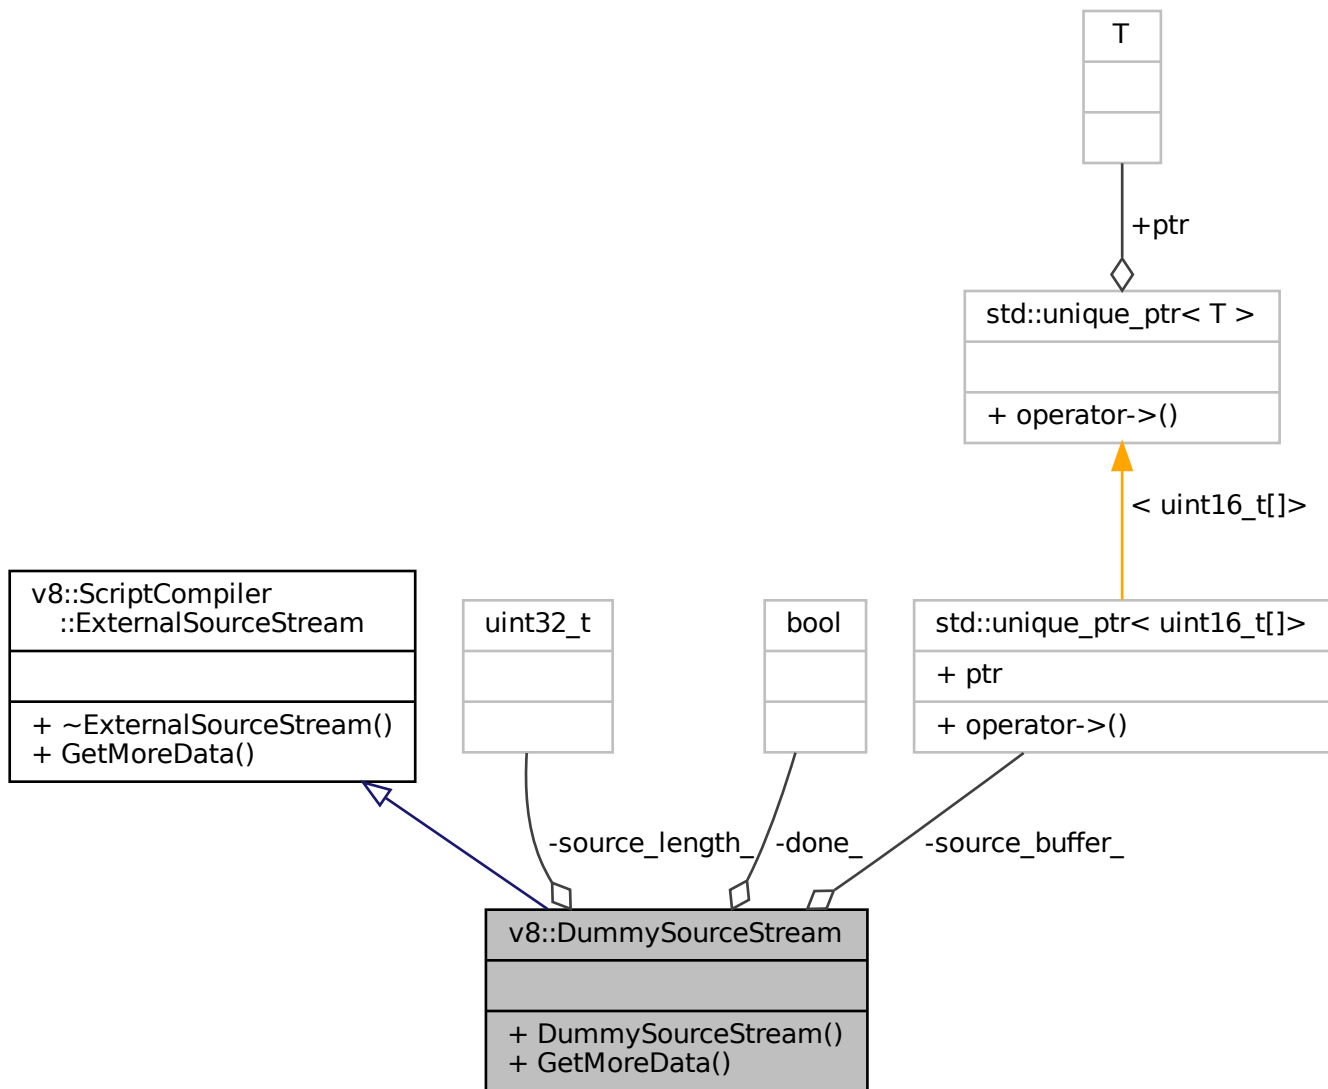 T
+ptr
std::unique_ptr< T >
+ operator->()
< uint16_t[]>
v8::ScriptCompiler
::ExternalSourceStream
+ ~ExternalSourceStream()
+ GetMoreData()
uint32_t
bool
std::unique_ptr< uint16_t[]>
+ ptr
+ operator->()
-source_length_
-done_
-source_buffer_
v8::DummySourceStream
+ DummySourceStream()
+ GetMoreData()